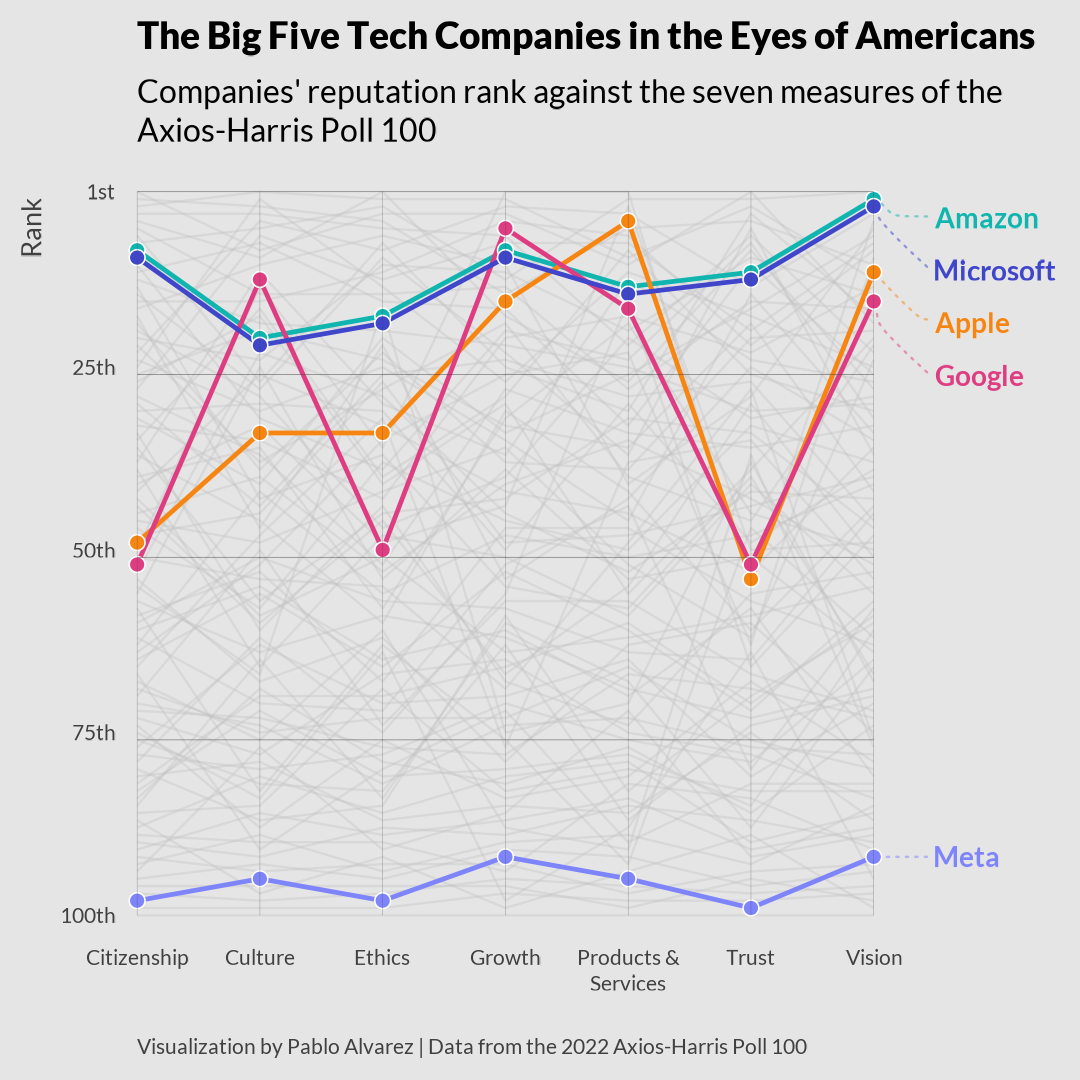 The Big Five Tech Companies in the Eyes of Americans
Companies' reputation rank against the seven measures of the
Axios-Harris Poll 100
Rank
1st
25th
50th
75th
100th
Amazon
Microsoft
Apple
Google
Meta
Citizenship
Culture
Ethics
Growth
Products &
Services
Trust
Vision
Visualization by Pablo Alvarez | Data from the 2022 Axios-Harris Poll 100